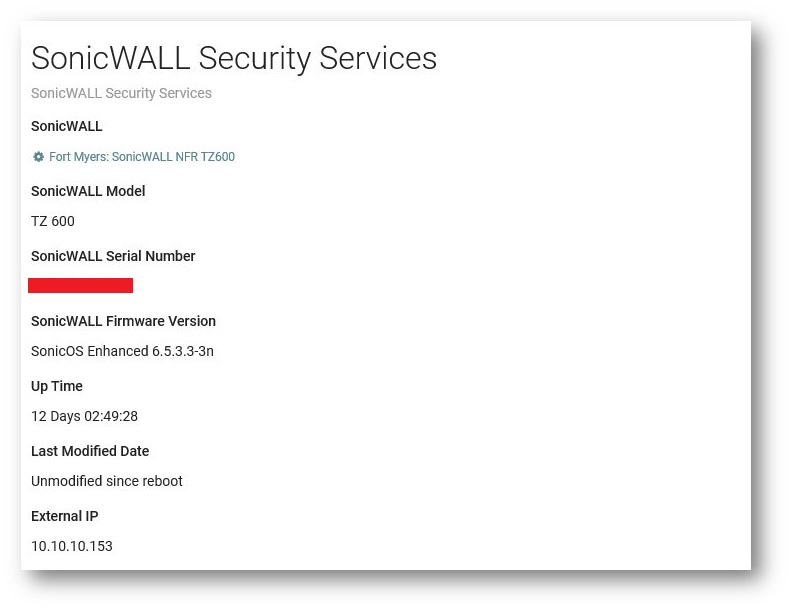 SonicWALL Security Services
SonicWALL Security Services
SonicWALL
Fort Myers: SonicWALL NFR TZ600
SonicWALL Model
TZ 600
SonicWALL Serial Number
SonicWALL Firmware Version
SonicOS Enhanced 6.5.3.3-3n
Up Time
12 Days 02:49:28
Last Modified Date
Unmodified since reboot
External IP
10.10.10.153